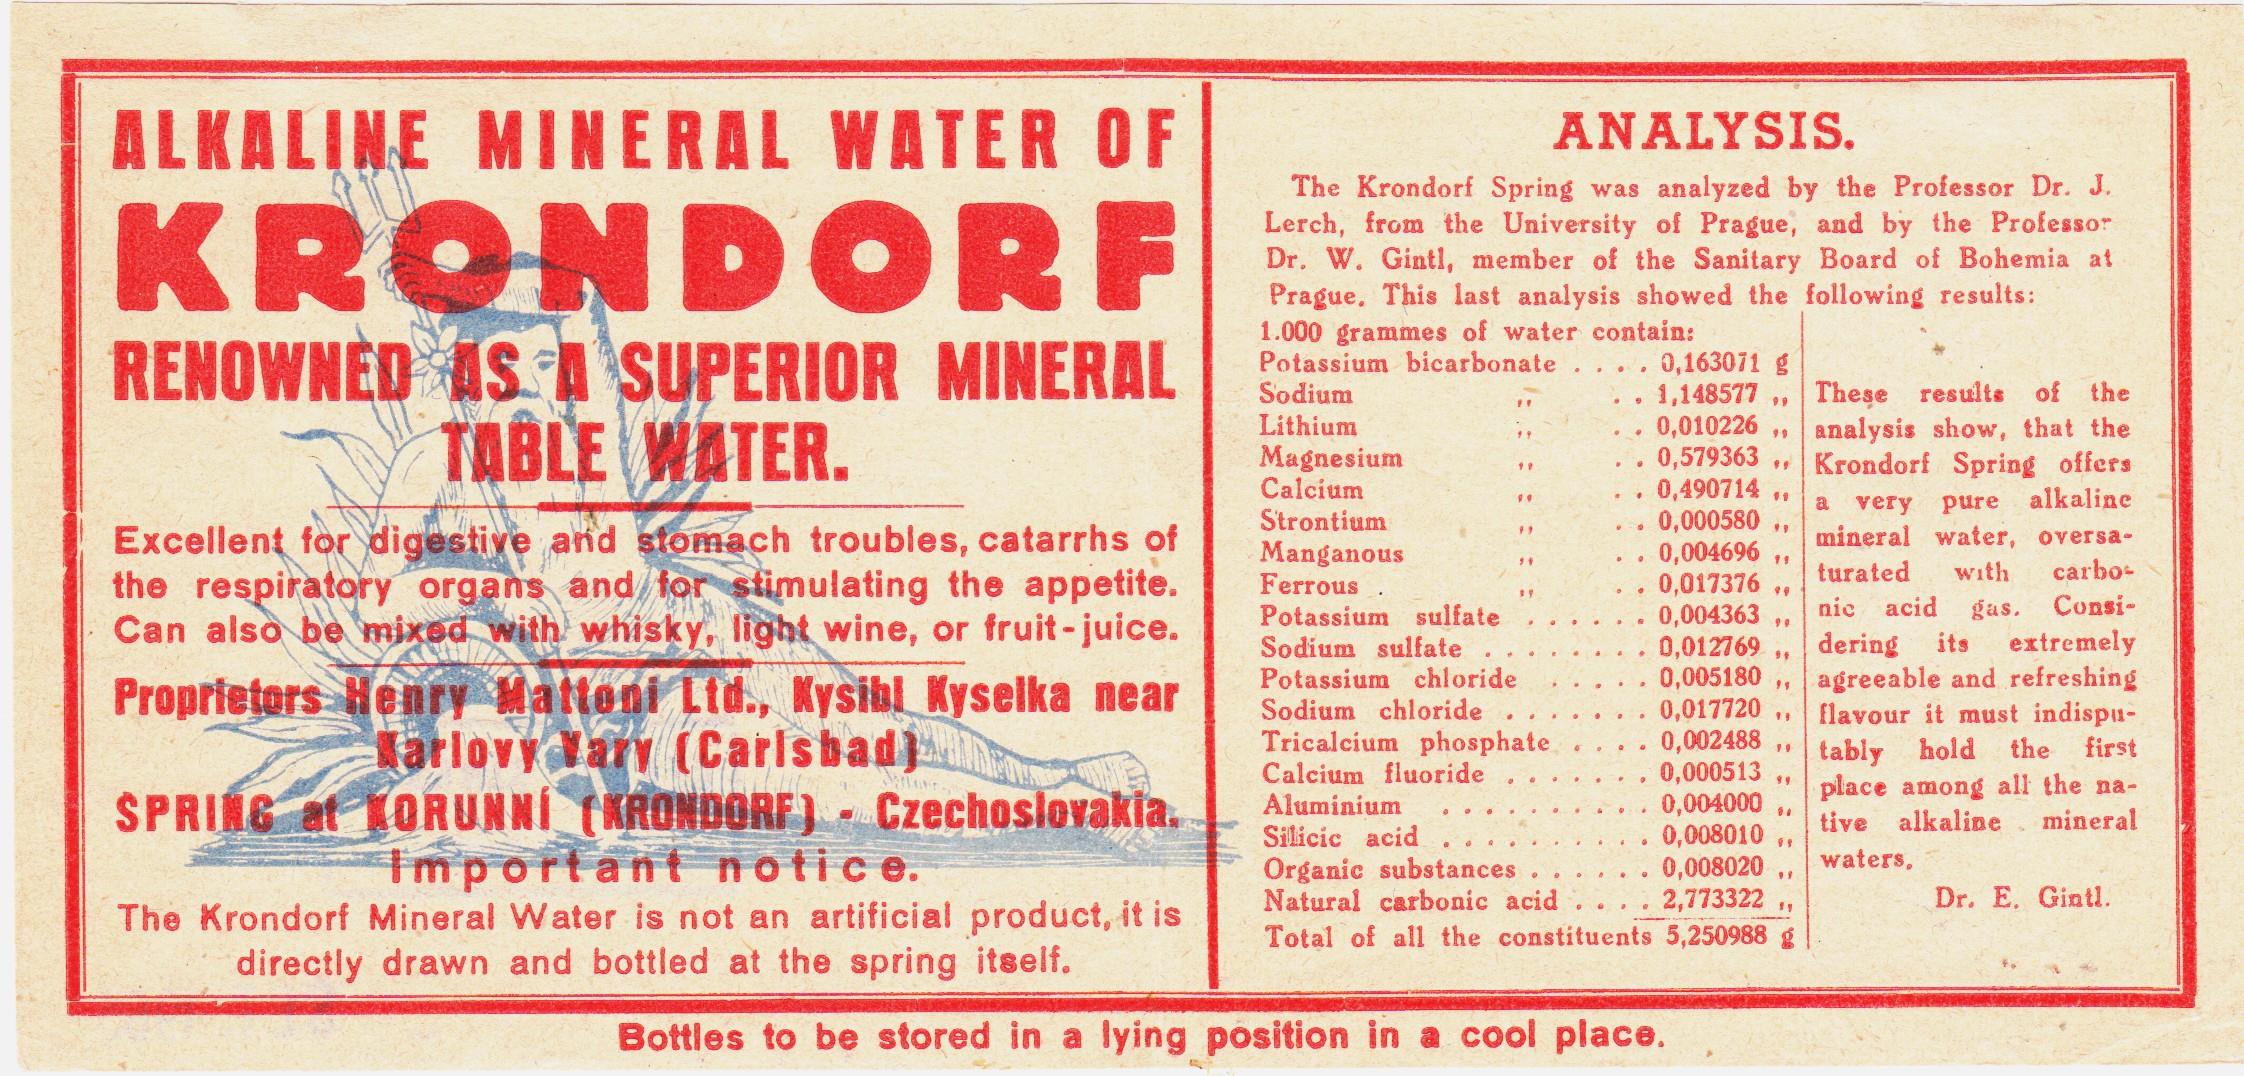 ALKALINE MINERAL WATER OF
KRONDORF
RENOWNED AS A SUPERIOR MINERAL
TABLE WATER.
Excellent for digestive and stomach troubles, catarrhs of
the respiratory organs and for stimulating the appetite.
Can also be mixed with whisky, light wine, or fruit-juice.
Proprietors Henry Mattoni Ltd., Kysibl Kyselka near
Karlovy Vary (Carlsbad)
SPRING at KORUNNÍ (KRONDORF) - Czechoslovakia.
Important notice.
The Krondorf Mineral Water is not an artificial product, it is
directly drawn and bottled at the spring itself.
ANALYSIS.
The Krondorf Spring was analyzed by the Professor Dr. J.
Lerch, from the University of Prague, and by the Professor
Dr. W. Gintl, member of the Sanitary Board of Bohemia at
Prague. This last analysis showed the following results:
1.000 grammes of water contain:
Potassium bicarbonate . . . . 0,163071 g
Sodium ,, . . 1,148577 ,,
Lithium ,, . . 0,010226 ,,
Magnesium ,, . . 0,579363 ,,
Calcium ,, . . 0,490714 ,,
Strontium ,, . . 0,000580 ,,
Manganous ,, . . 0,004696 ,,
Ferrous ,, . . 0,017376 ,,
Potassium sulfate . . . . . . 0,004363 ,,
Sodium sulfate . . . . . . . . 0,012769 ,,
Potassium chloride . . . . . 0,005180 ,,
Sodium chloride . . . . . . . 0,017720 ,,
Tricalcium phosphate . . . . 0,002488 ,,
Calcium fluoride . . . . . . . 0,000513 ,,
Aluminium . . . . . . . . . . 0,004000 ,,
Silicic acid . . . . . . . . . . 0,008010 ,,
Organic substances . . . . . . 0,008020 ,,
Natural carbonic acid . . . . 2,773322 ,,
Total of all the constituents 5,250988 g
These results of the
analysis show, that the
Krondorf Spring offers
a very pure alkaline
mineral water, oversa-
turated with carbo-
nic acid gas. Consi-
dering its extremely
agreeable and refreshing
flavour it must indispu-
tably hold the first
place among all the na-
tive alkaline mineral
waters.
Dr. E. Gintl.
Bottles to be stored in a lying position in a cool place.